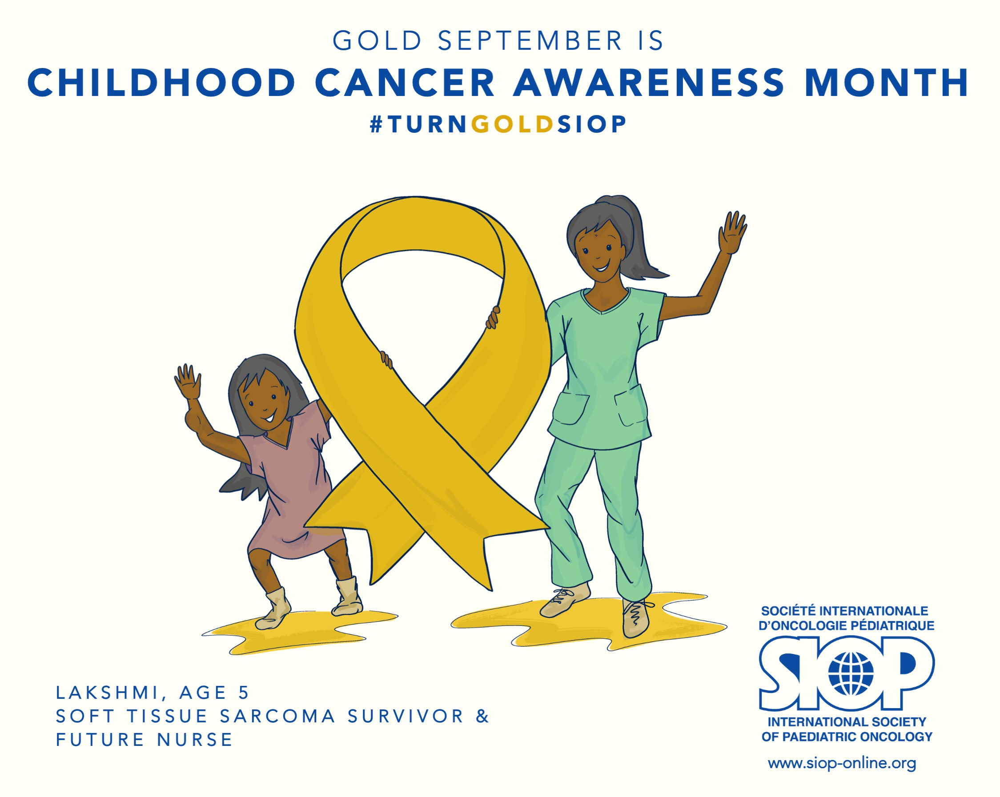 GOLD SEPTEMBER IS
CHILDHOOD CANCER AWARENESS MONTH
#TURNGOLDSIOP
LAKSHMI, AGE 5
SOFT TISSUE SARCOMA SURVIVOR &
FUTURE NURSE
SOCIÉTÉ INTERNATIONALE
D'ONCOLOGIE PÉDIATRIQUE
SIOP
INTERNATIONAL SOCIETY
OF PAEDIATRIC ONCOLOGY
www.siop-online.org